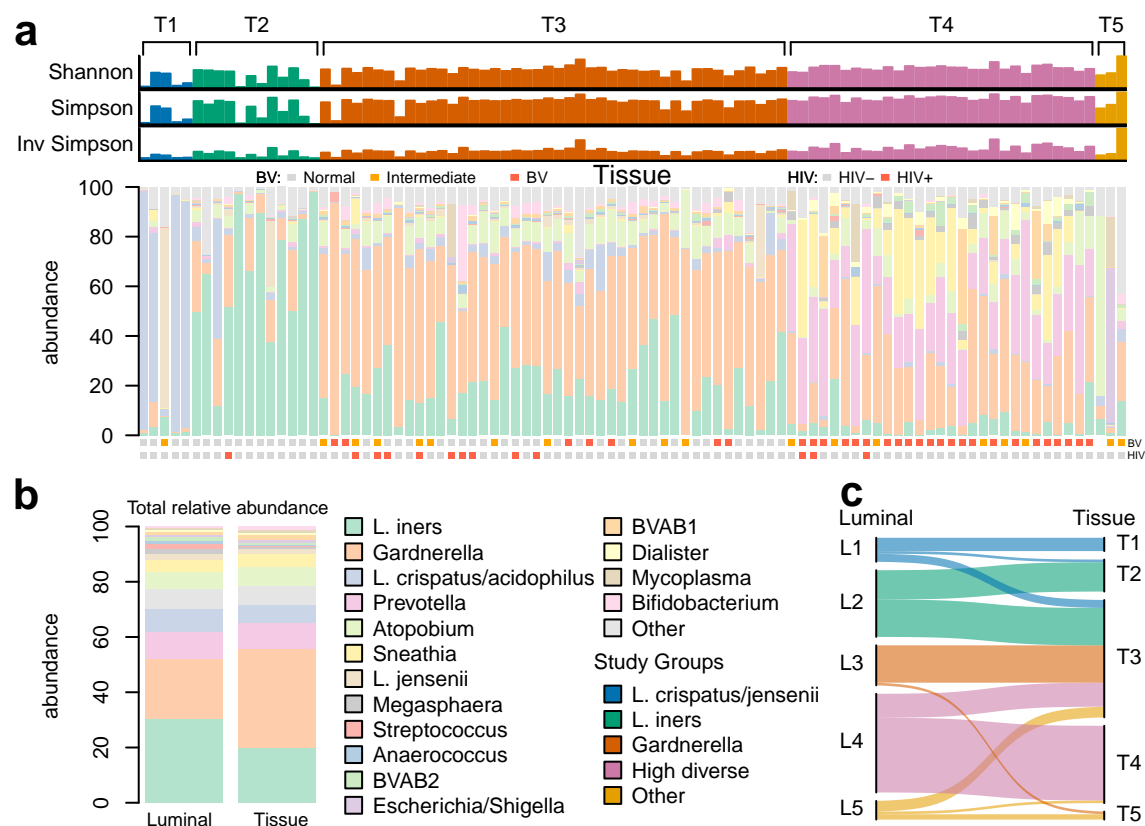 a
T1 T2 T3 T4 T5
Shannon
Simpson
Inv Simpson
BV: Normal Intermediate BV Tissue HIV: HIV− HIV+
100
80
60
40
20
0
abundance
BV
HIV
b
Total relative abundance
100
80
60
40
20
0
abundance
Luminal Tissue
L. iners
Gardnerella
L. crispatus/acidophilus
Prevotella
Atopobium
Sneathia
L. jensenii
Megasphaera
Streptococcus
Anaerococcus
BVAB2
Escherichia/Shigella
BVAB1
Dialister
Mycoplasma
Bifidobacterium
Other
Study Groups
L. crispatus/jensenii
L. iners
Gardnerella
High diverse
Other
c
Luminal Tissue
L1
L2
L3
L4
L5
T1
T2
T3
T4
T5